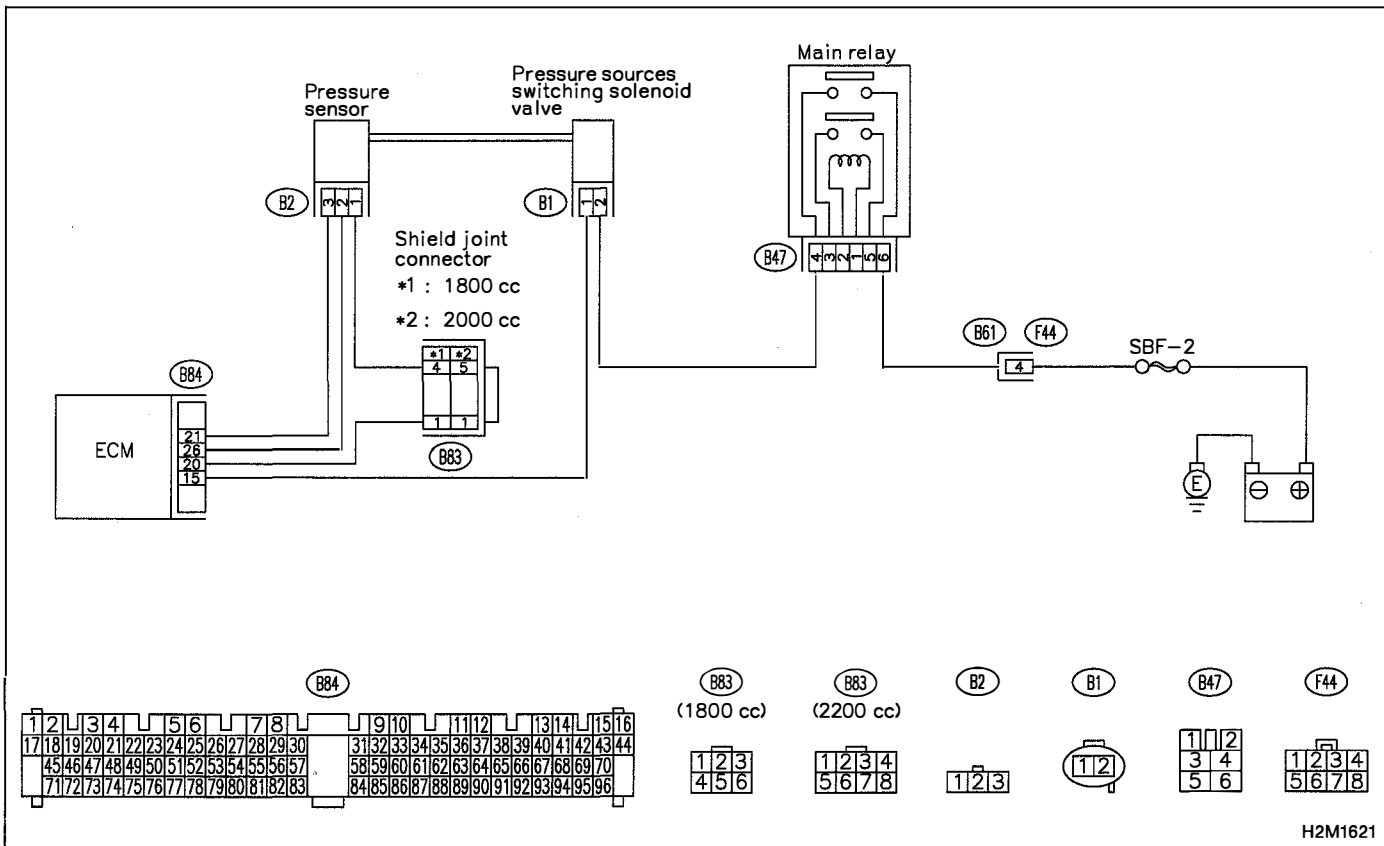 Main relay
Pressure sensor
Pressure sources
switching solenoid
valve
B2
3 2 1
B1
1 2
Shield joint
connector
*1 : 1800 cc
*2 : 2000 cc
B47
4 3 2 1 5 6
B61
F44
4
SBF-2
*1 *2
4 5
1 1
B83
B84
ECM
21
26
20
15
E
⊖ ⊕
B84
1 2 3 4 5 6 7 8 9 10 11 12 13 14 15 16
17 18 19 20 21 22 23 24 25 26 27 28 29 30 31 32 33 34 35 36 37 38 39 40 41 42 43 44
45 46 47 48 49 50 51 52 53 54 55 56 57 58 59 60 61 62 63 64 65 66 67 68 69 70
71 72 73 74 75 76 77 78 79 80 81 82 83 84 85 86 87 88 89 90 91 92 93 94 95 96
B83
(1800 cc)
1 2 3
4 5 6
B83
(2200 cc)
1 2 3 4
5 6 7 8
B2
1 2 3
B1
1 2
B47
1 2
3 4
5 6
F44
1 2 3 4
5 6 7 8
H2M1621